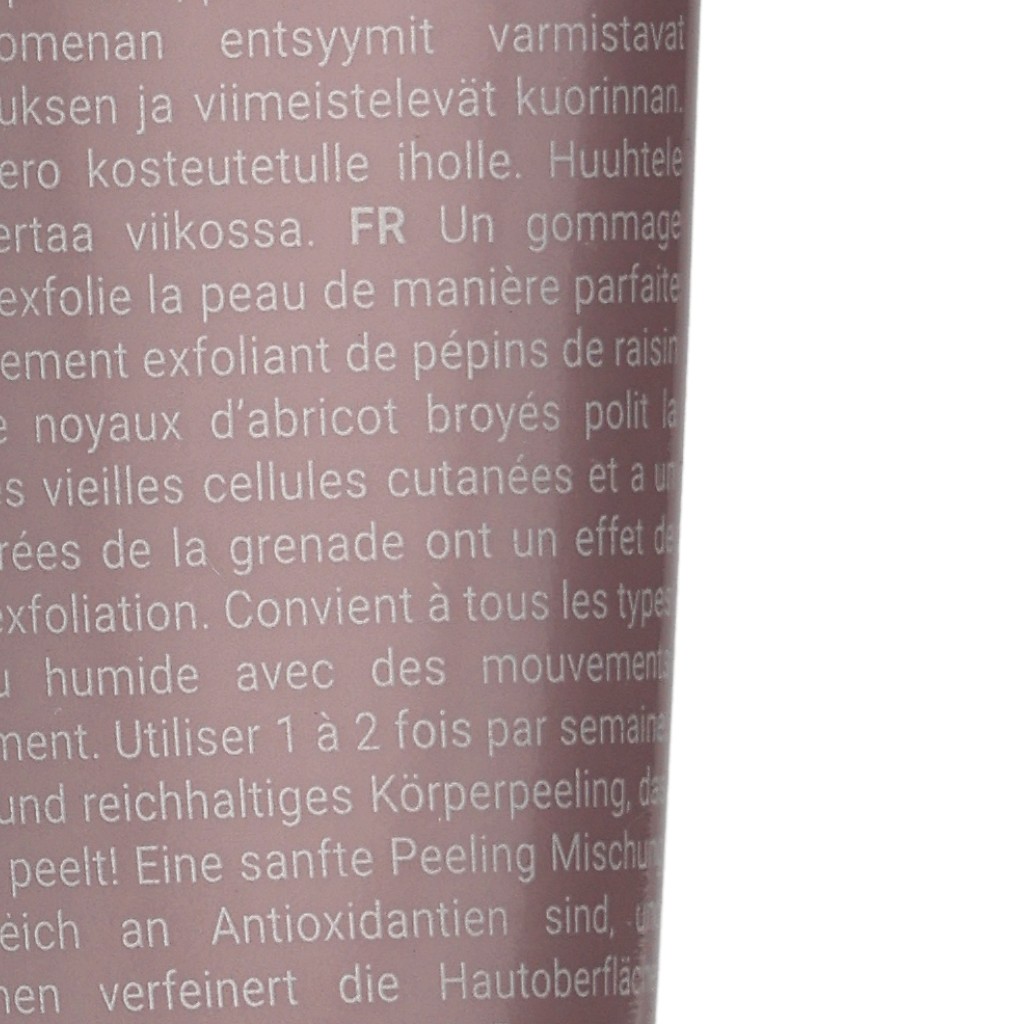 omenan entsyymit varmistavat
uksen ja viimeistelevät kuorinnan.
ero kosteutetulle iholle. Huuhtele
ertaa viikossa. FR Un gommage
exfolie la peau de manière parfaite
ement exfoliant de pépins de raisin
e noyaux d'abricot broyés polit la
es vieilles cellules cutanées et a un
rées de la grenade ont un effet de
exfoliation. Convient à tous les types
u humide avec des mouvements
ment. Utiliser 1 à 2 fois par semaine
und reichhaltiges Körperpeeling, das
peelt! Eine sanfte Peeling Mischung
eich an Antioxidantien sind, und
nen verfeinert die Hautoberfläche